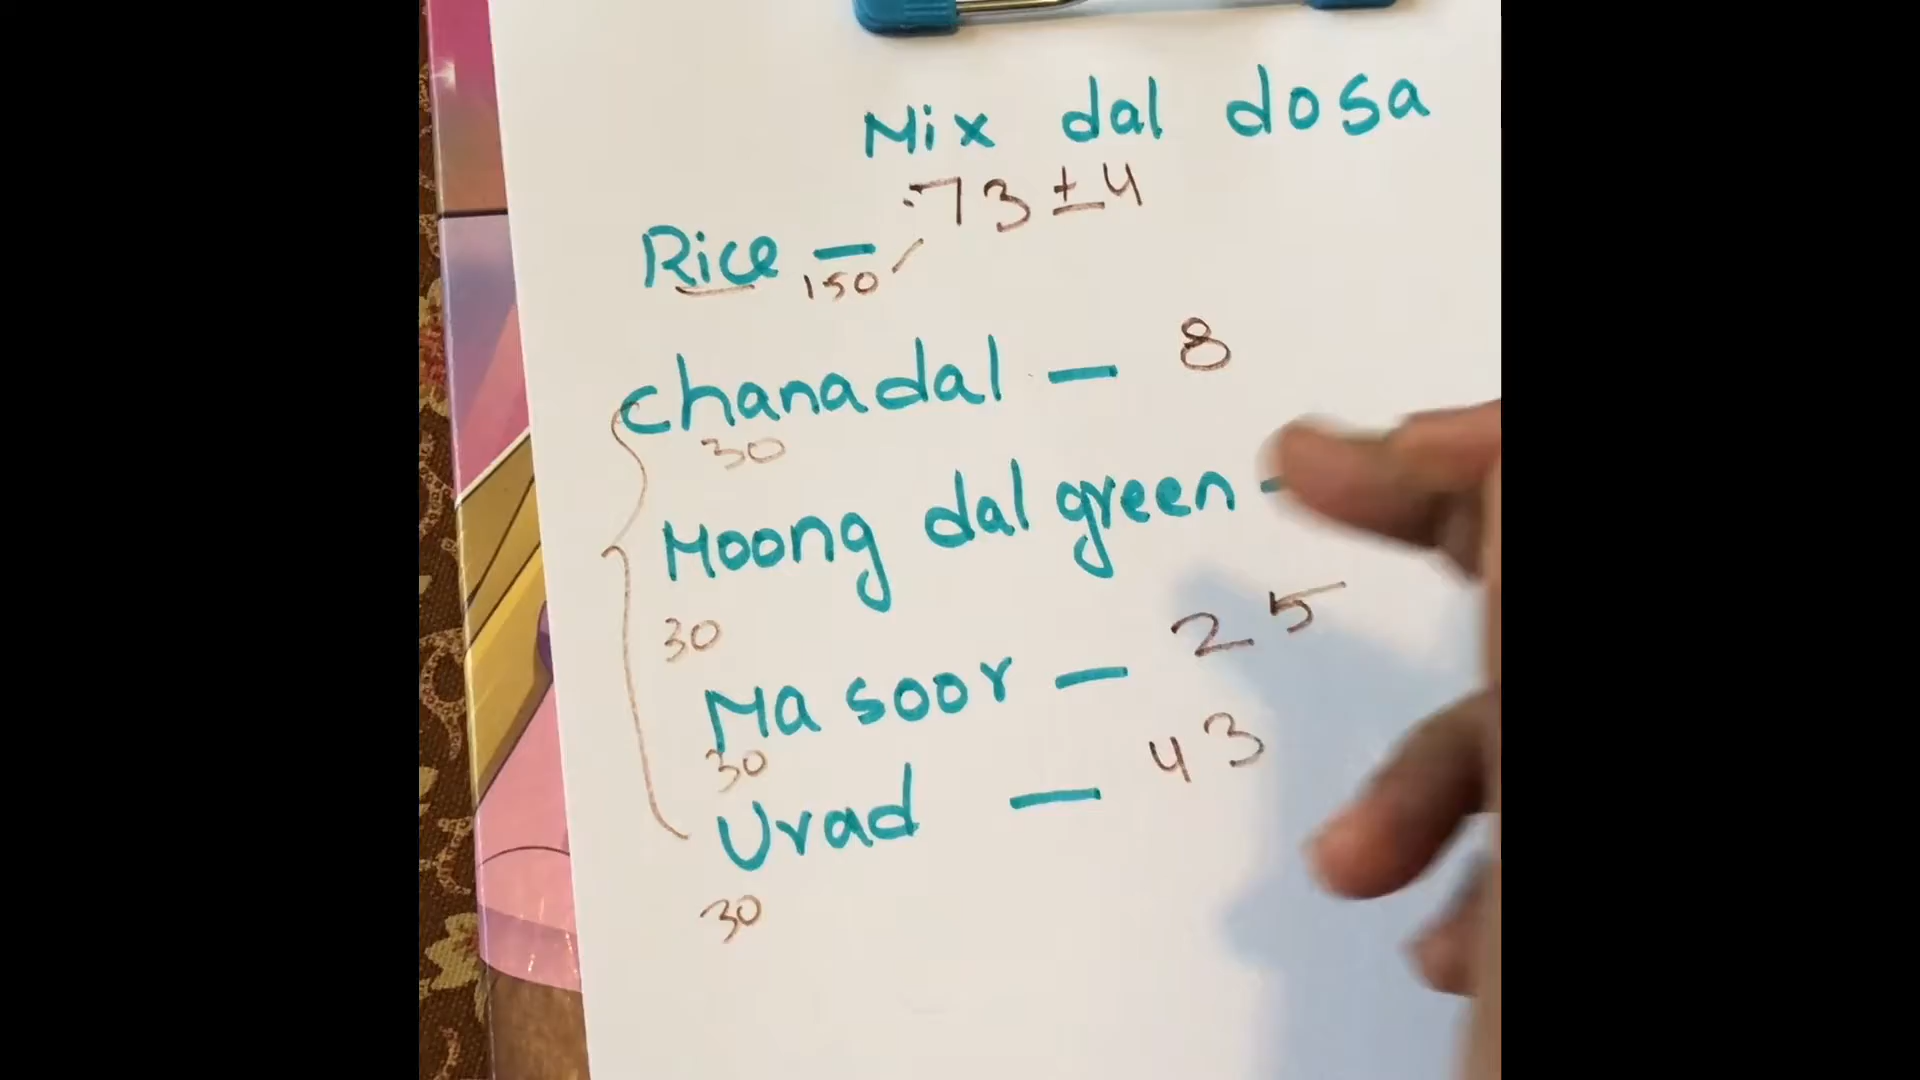 Mix dal dosa
73 ± 4
Rice —
150
Chanadal — 8
30
Moong dal green -
30
Masoor — 25
30
Urad — 43
30